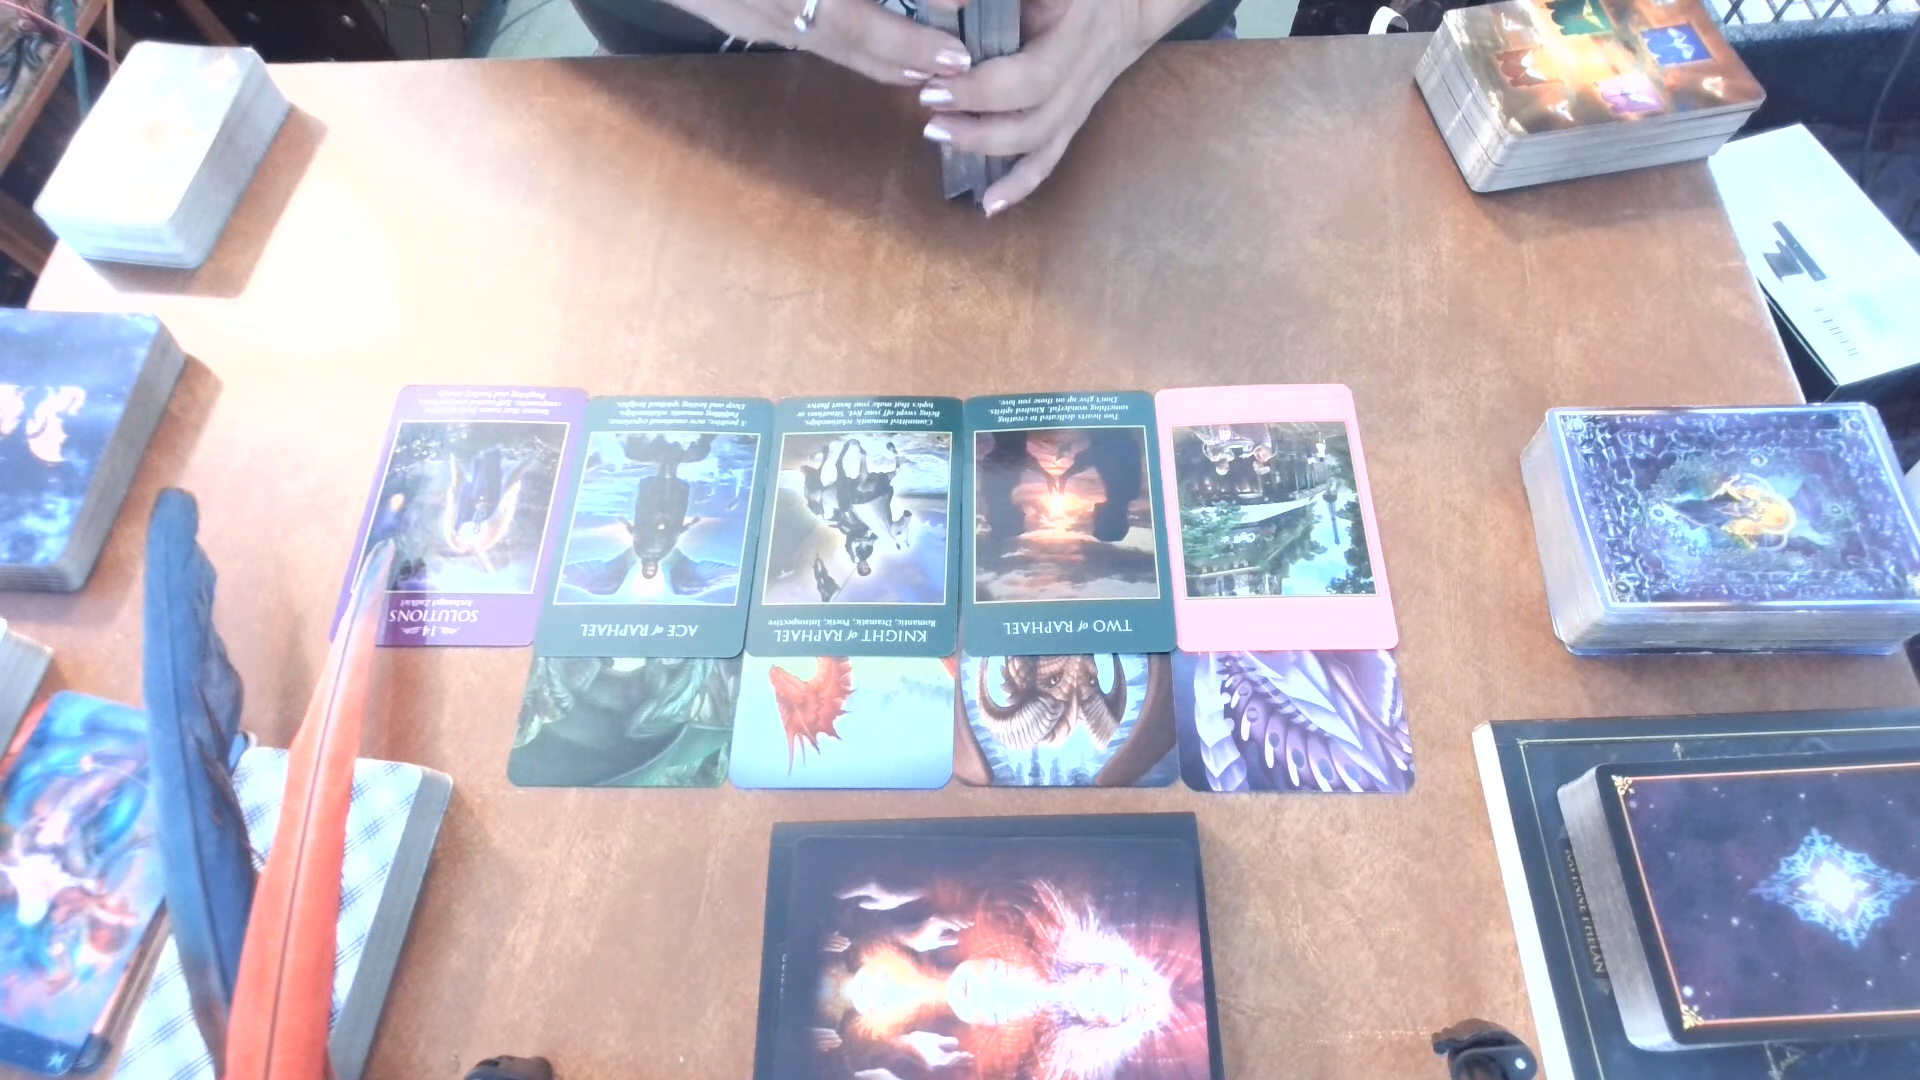 14
SOLUTIONS
Archangel Zadkiel
ACE of RAPHAEL
A positive, new emotional experience.
Fulfilling romantic relationships.
Deep and lasting spiritual insights.
KNIGHT of RAPHAEL
Romantic, Dramatic, Poetic, Introspective
Committed romantic relationships.
Being swept off your feet. Situations or
topics that make your heart flutter.
TWO of RAPHAEL
Two hearts dedicated to creating
something wonderful. Kindred spirits.
Don't give up on those you love.
Café
PHELAN